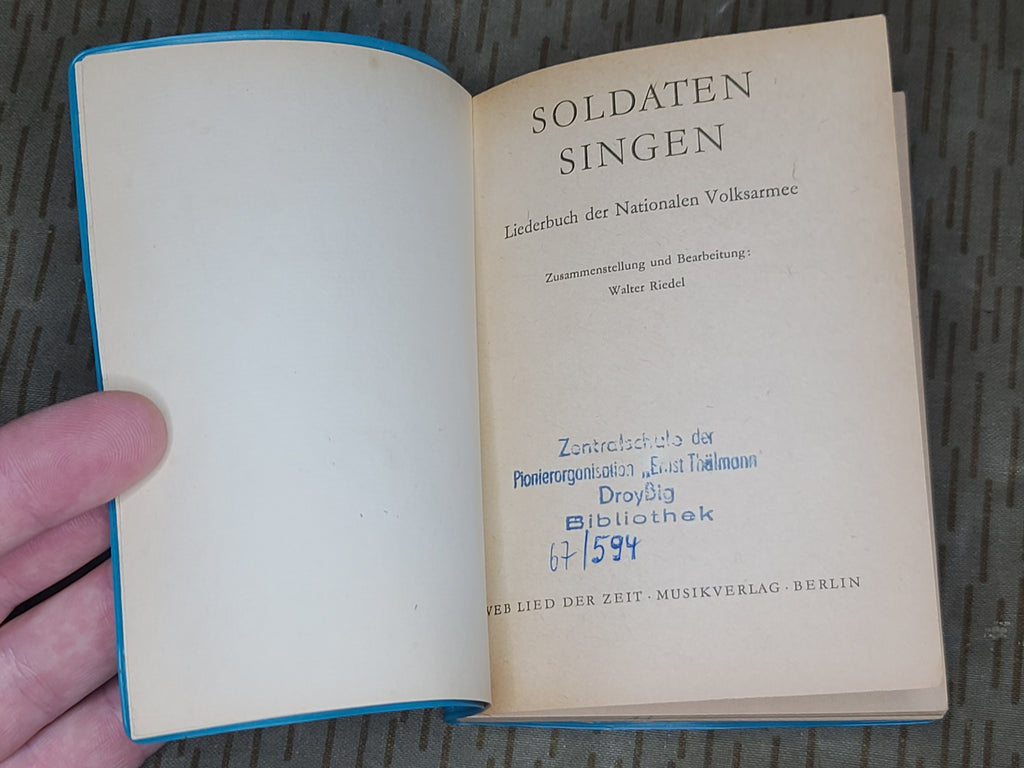 SOLDATEN
SINGEN
Liederbuch der Nationalen Volksarmee
Zusammenstellung und Bearbeitung:
Walter Riedel
Zentralschule der
Pionierorganisation „Ernst Thälmann“
Droyßig
Bibliothek
67/594
VEB LIED DER ZEIT · MUSIKVERLAG · BERLIN